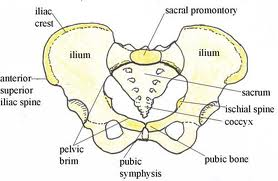 iliac
crest
sacral promontory
ilium
ilium
anterior
superior
iliac spine
sacrum
ischial spine
coccyx
pelvic
brim
pubic
symphysis
pubic bone